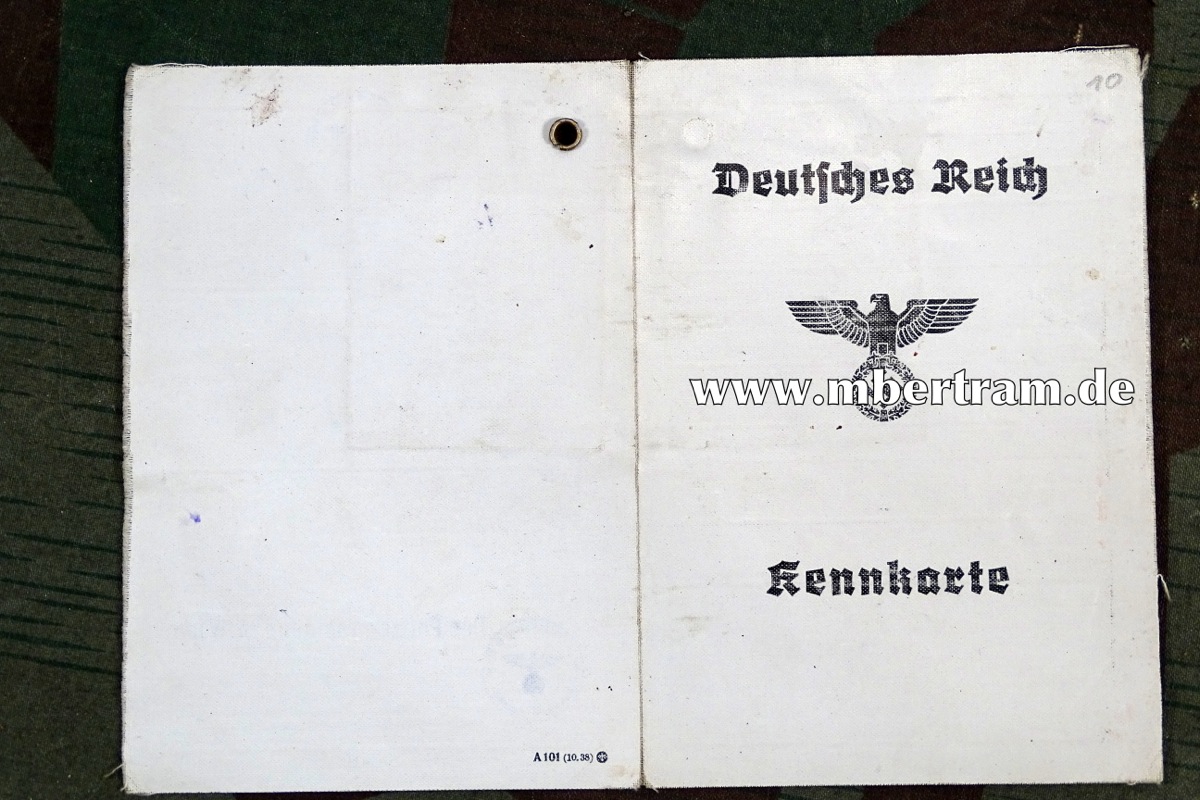 10
Deutsches Reich
www.mbertram.de
Kennkarte
A 101 (10. 38)